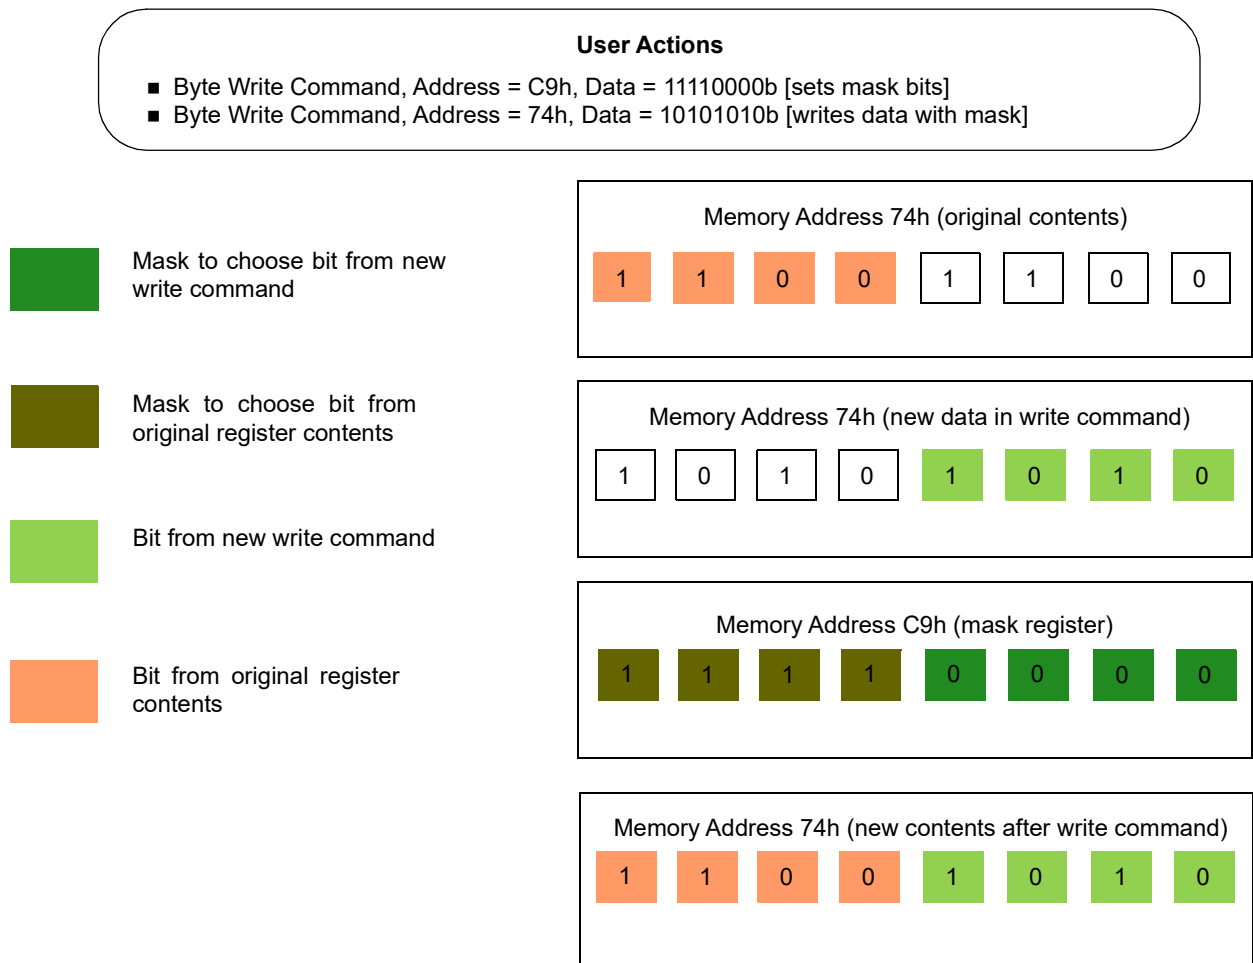 User Actions
■ Byte Write Command, Address = C9h, Data = 11110000b [sets mask bits]
■ Byte Write Command, Address = 74h, Data = 10101010b [writes data with mask]
Mask to choose bit from new
write command
Mask to choose bit from
original register contents
Bit from new write command
Bit from original register
contents
Memory Address 74h (original contents)
1 1 0 0 1 1 0 0
Memory Address 74h (new data in write command)
1 0 1 0 1 0 1 0
Memory Address C9h (mask register)
1 1 1 1 0 0 0 0
Memory Address 74h (new contents after write command)
1 1 0 0 1 0 1 0